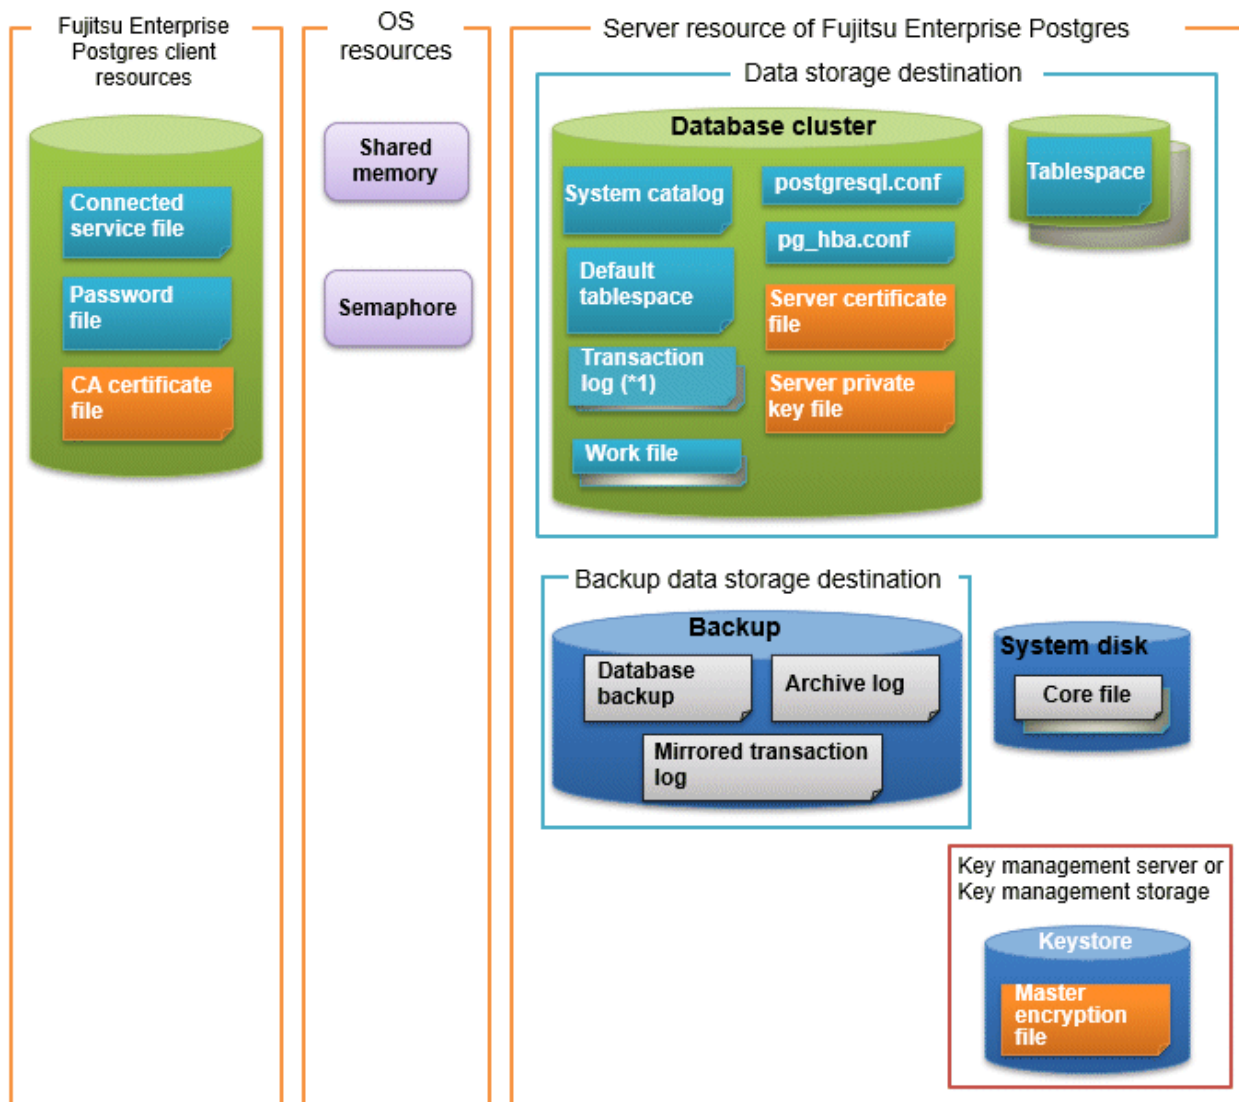 Fujitsu Enterprise
Postgres client
resources
Connected
service file
Password
file
CA certificate
file
OS
resources
Shared
memory
Semaphore
Server resource of Fujitsu Enterprise Postgres
Data storage destination
Database cluster
System catalog
Default
tablespace
Transaction
log (*1)
Work file
postgresql.conf
pg_hba.conf
Server certificate
file
Server private
key file
Tablespace
Backup data storage destination
Backup
Database
backup
Archive log
Mirrored transaction
log
System disk
Core file
Key management server or
Key management storage
Keystore
Master
encryption
file